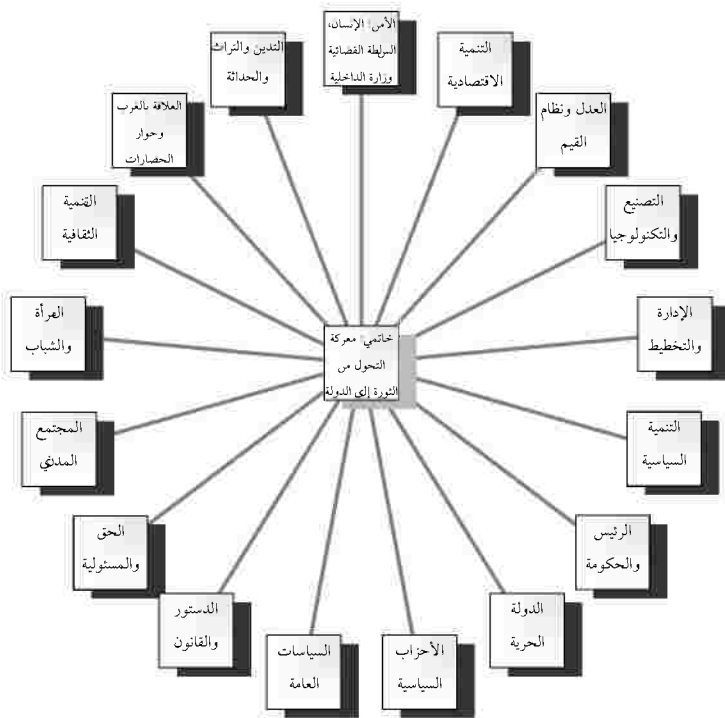 الأمن؛ الإنسان،
السلطة القضائية
وزارة الداخلية
التنمية
الاقتصادية
العدل ونظام
القيم
التصنيع
والتكنولوجيا
الإدارة
والتخطيط
التنمية
السياسية
الرئيس
والحكومة
الدولة
الحرية
الأحزاب
السياسية
السياسات
العامة
الدستور
والقانون
الحق
والمسئولية
المجتمع
المدني
المرأة
والشباب
التنمية
الثقافية
العلاقة بالغرب
وحوار
الحضارات
التدين والتراث
والحداثة
خاتمي؛ معركة
التحول من
الثورة إلى الدولة